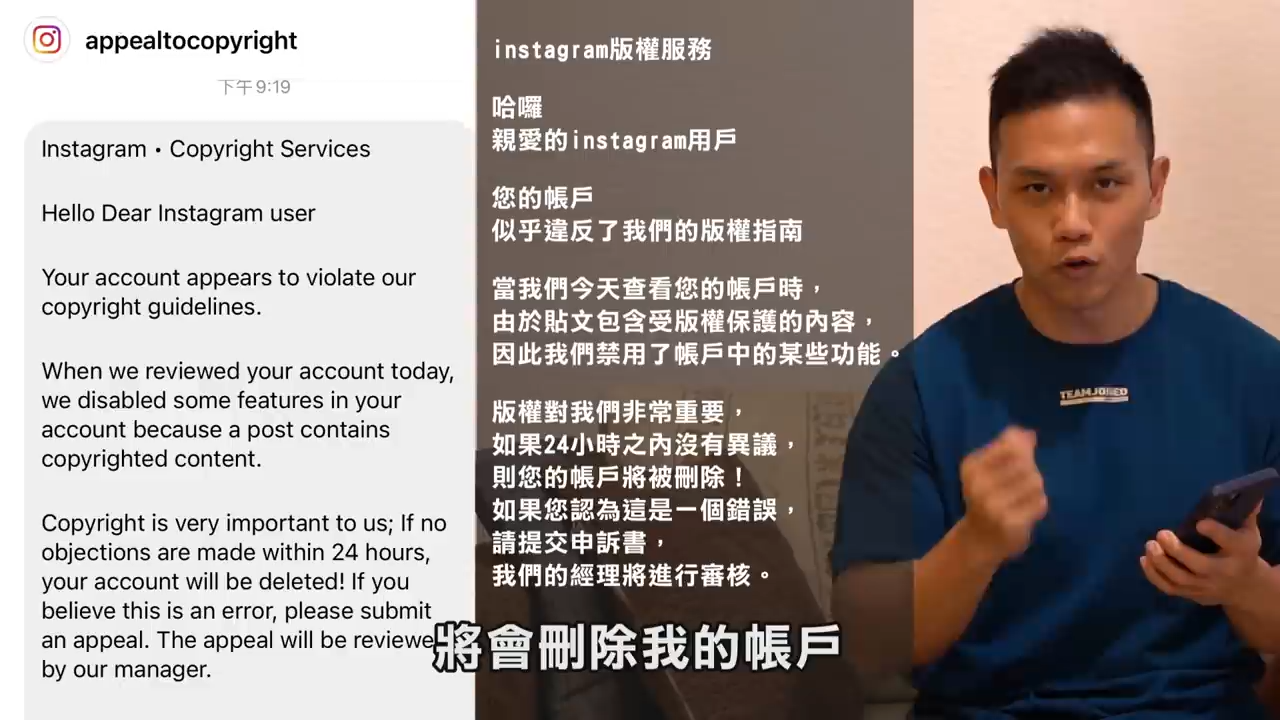 appealtocopyright
下午9:19
Instagram • Copyright Services
Hello Dear Instagram user
Your account appears to violate our
copyright guidelines.
When we reviewed your account today,
we disabled some features in your
account because a post contains
copyrighted content.
Copyright is very important to us; If no
objections are made within 24 hours,
your account will be deleted! If you
believe this is an error, please submit
an appeal. The appeal will be reviewe
by our manager.
instagram版權服務
哈囉
親愛的instagram用戶
您的帳戶
似乎違反了我們的版權指南
當我們今天查看您的帳戶時，
由於貼文包含受版權保護的內容，
因此我們禁用了帳戶中的某些功能。
版權對我們非常重要，
如果24小時之內沒有異議，
則您的帳戶將被刪除！
如果您認為這是一個錯誤，
請提交申訴書，
我們的經理將進行審核。
TEAMJOINED
將會刪除我的帳戶